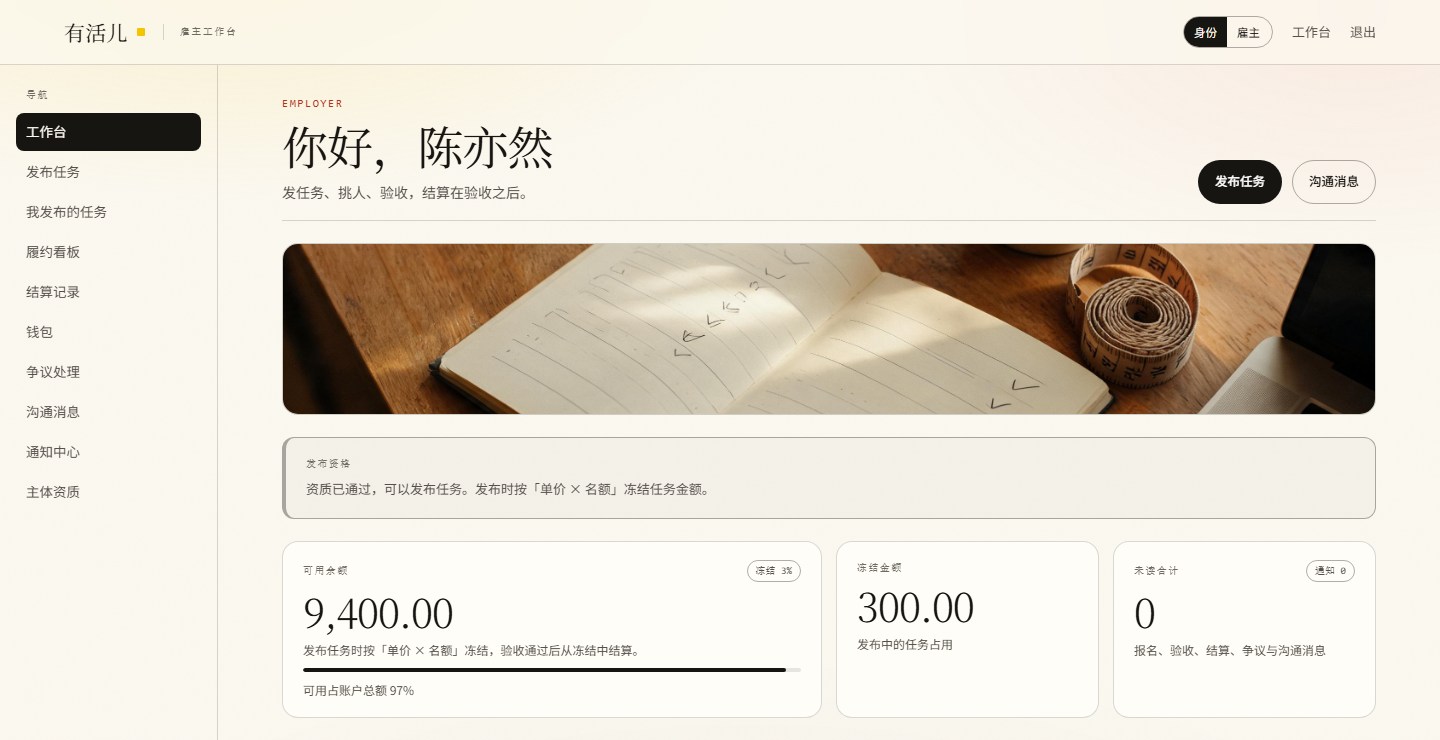 有活儿
雇主工作台
身份 雇主
工作台
退出
导航
工作台
发布任务
我发布的任务
履约看板
结算记录
钱包
争议处理
沟通消息
通知中心
主体资质
EMPLOYER
你好，陈亦然
发任务、挑人、验收，结算在验收之后。
发布任务
沟通消息
发布资格
资质已通过，可以发布任务。发布时按「单价 × 名额」冻结任务金额。
可用余额
冻结 3%
9,400.00
发布任务时按「单价 × 名额」冻结，验收通过后从冻结中结算。
可用占账户总额 97%
冻结金额
300.00
发布中的任务占用
未读合计
通知 0
0
报名、验收、结算、争议与沟通消息